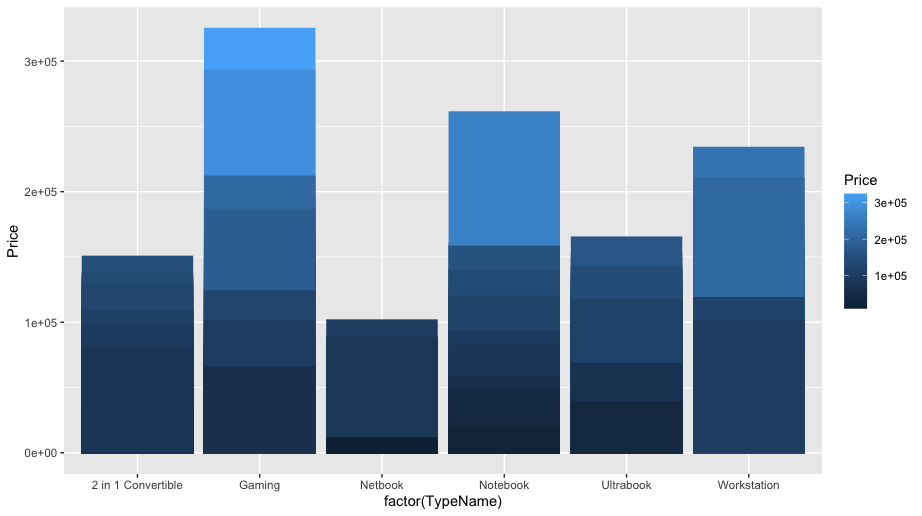 Price
3e+05
2e+05
1e+05
0e+00
2 in 1 Convertible
Gaming
Netbook
Notebook
Ultrabook
Workstation
factor(TypeName)
Price
3e+05
2e+05
1e+05